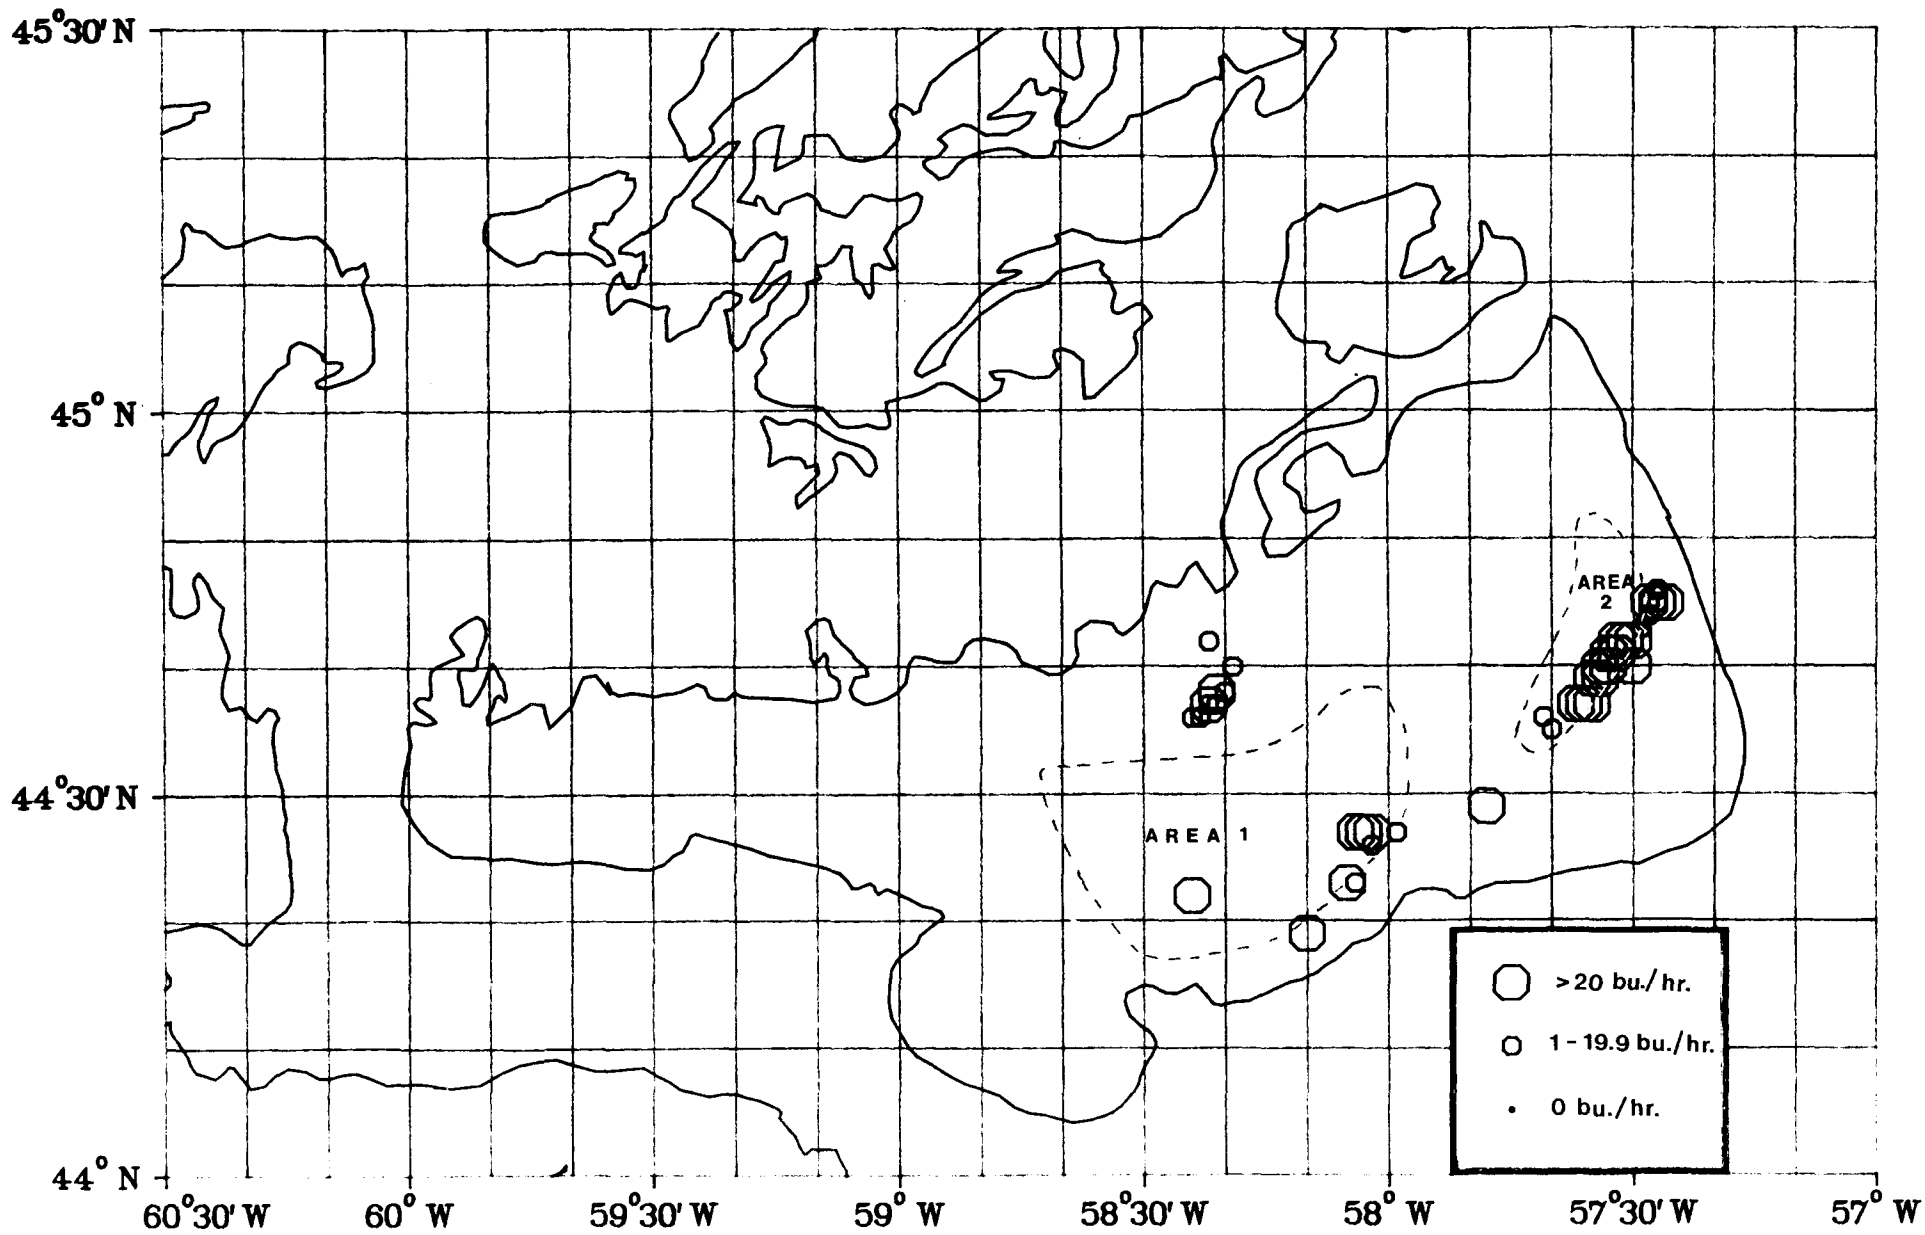 45°30' N
45° N
44°30' N
44° N
AREA
2
AREA 1
>20 bu./hr.
1-19.9 bu./hr.
0 bu./hr.
60°30' W
60° W
59°30' W
59° W
58°30' W
58° W
57°30' W
57° W